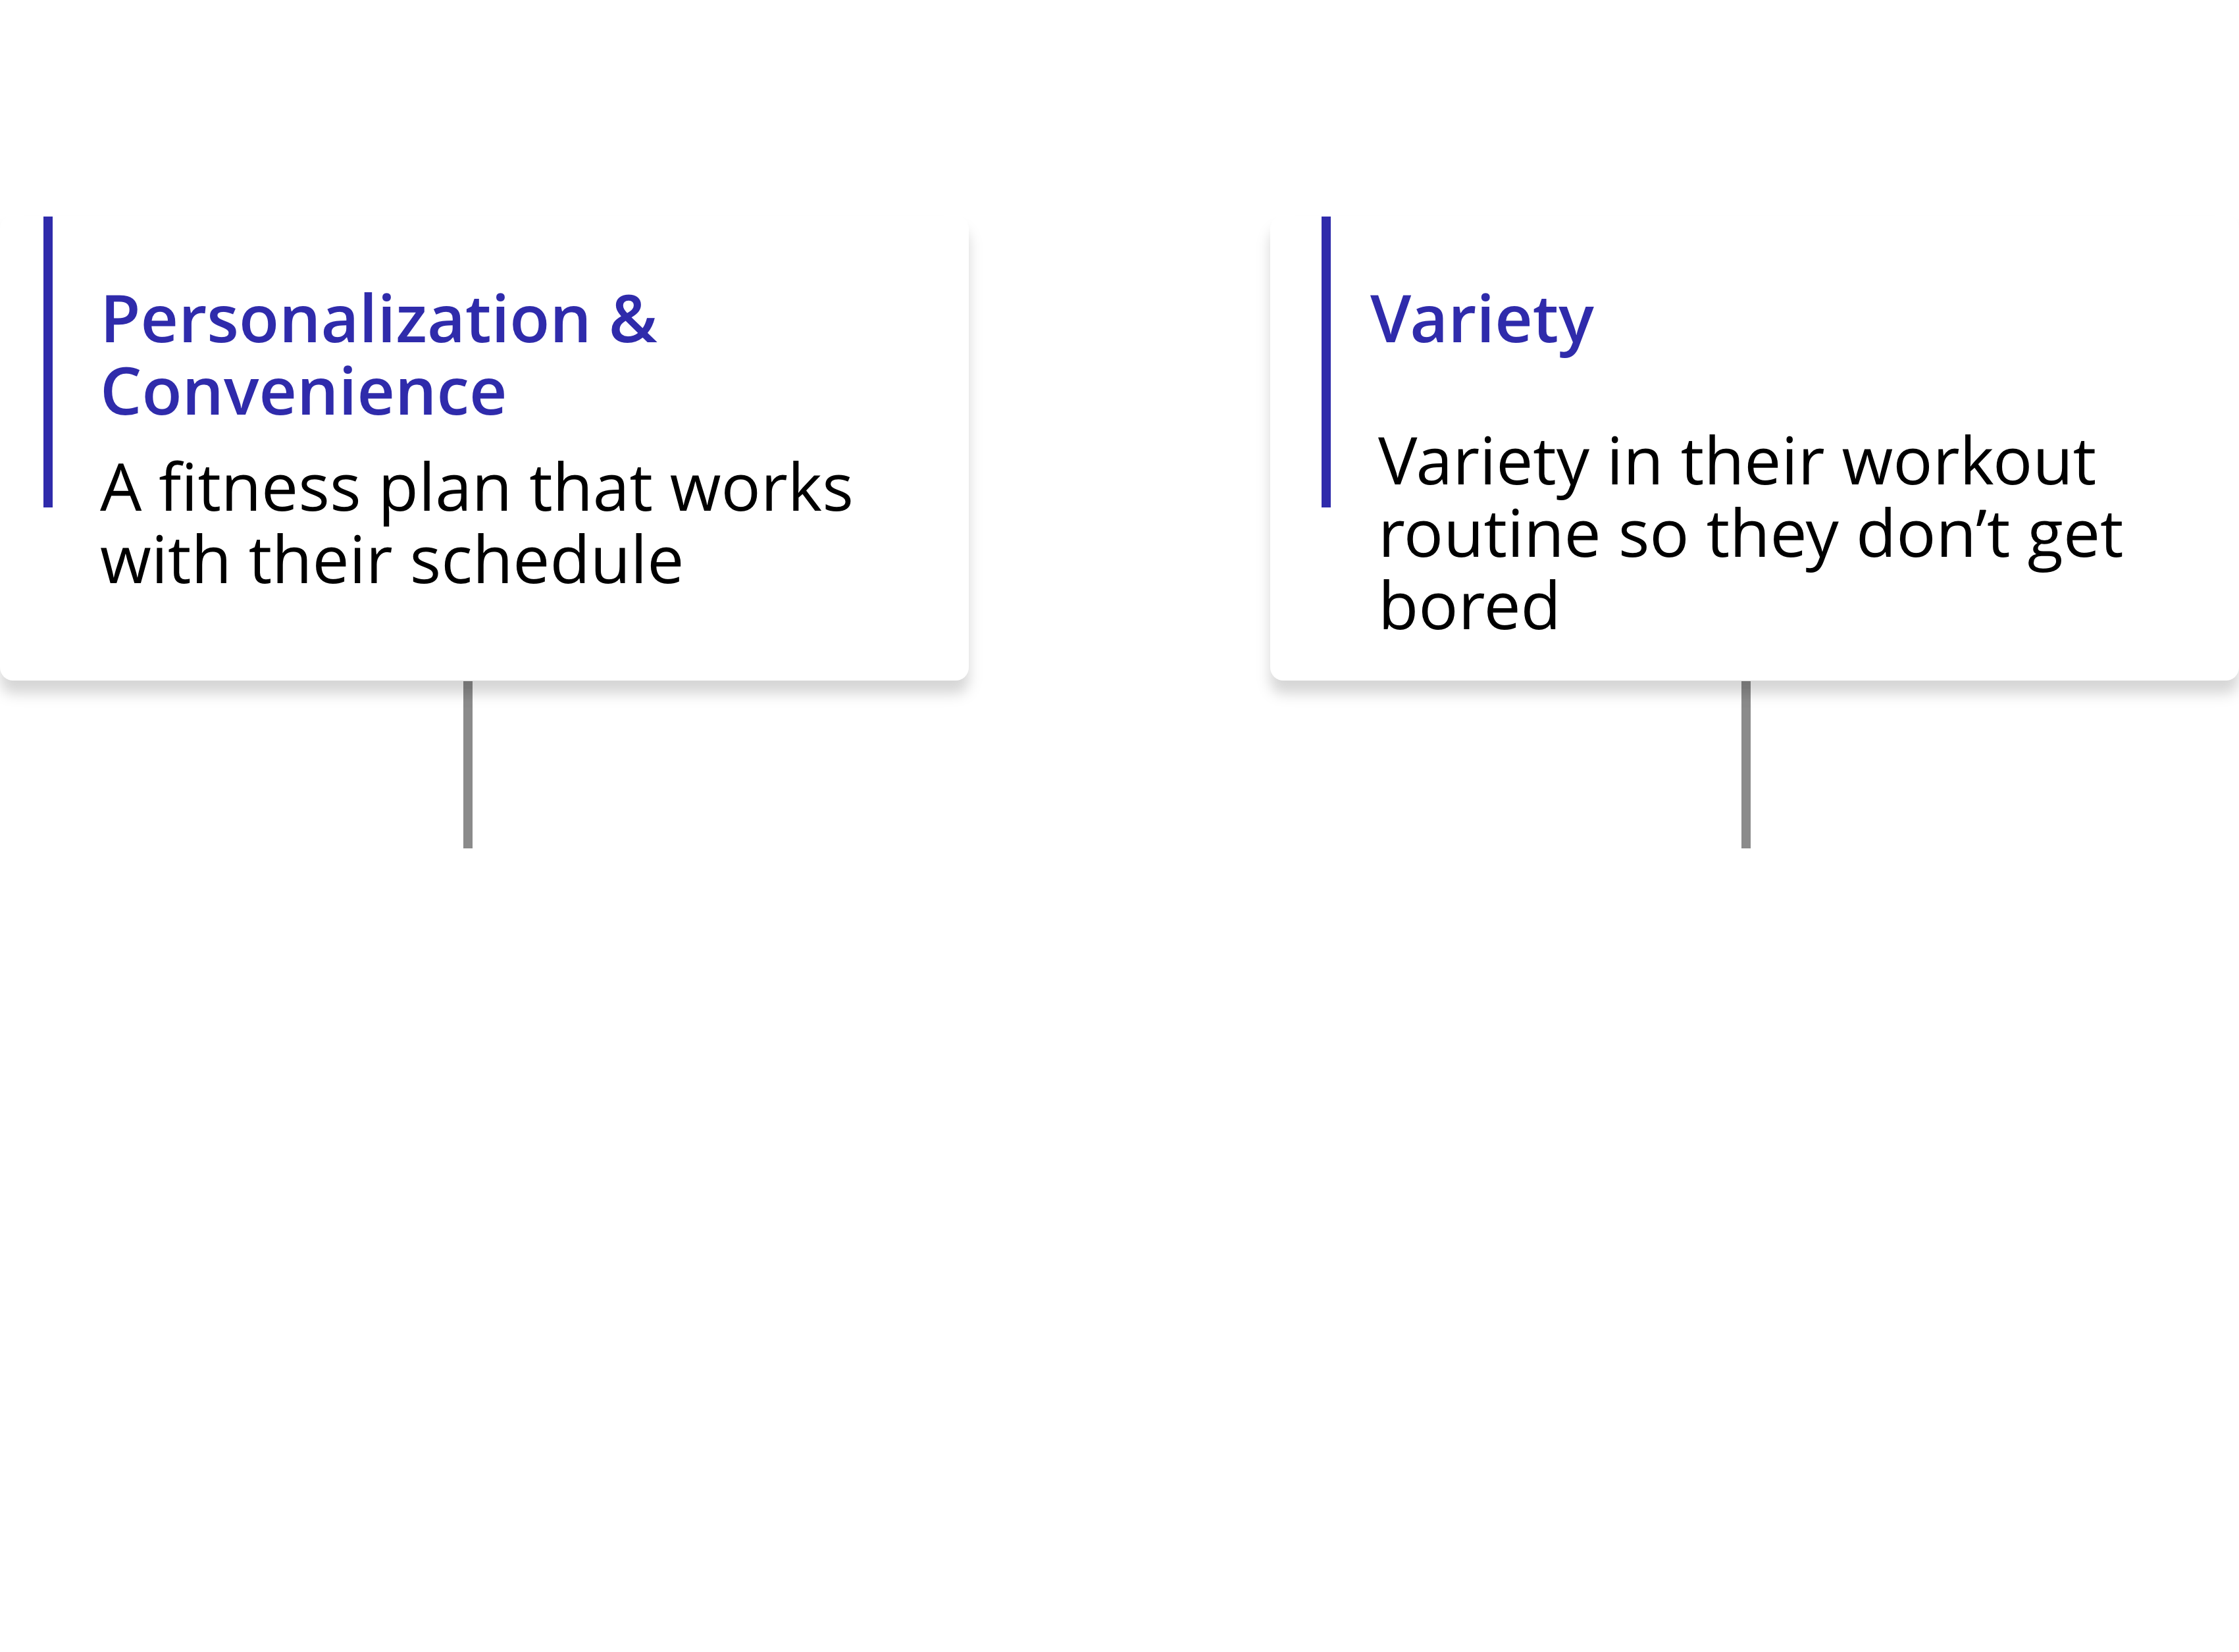 Personalization &
Convenience
A fitness plan that works
with their schedule
Variety
Variety in their workout
routine so they don’t get
bored